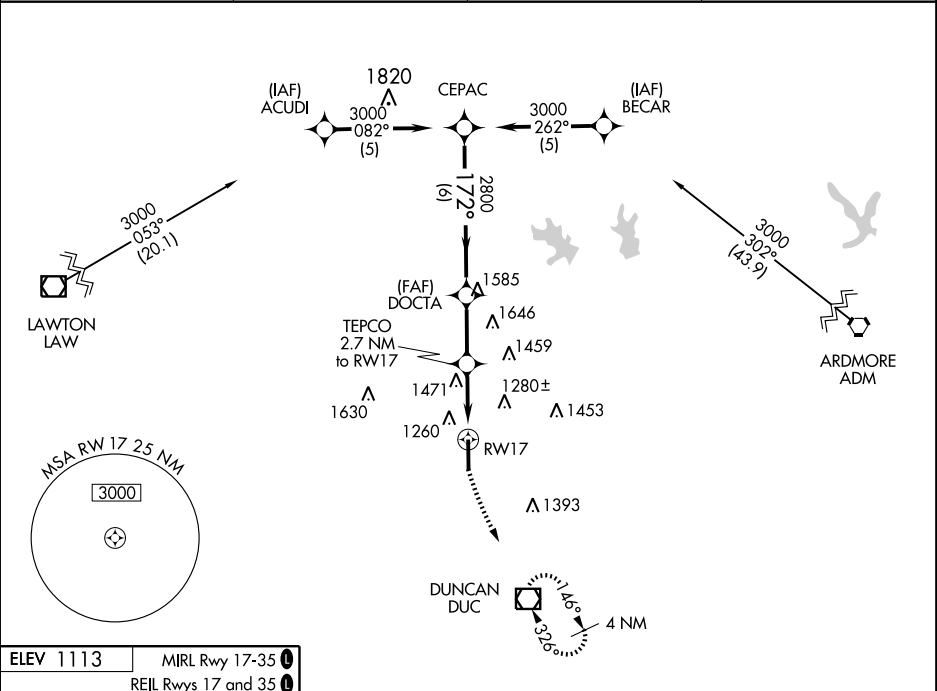 (IAF)
ACUDI
1820
CEPAC
(IAF)
BECAR
3000
082°
(5)
3000
262°
(5)
2800
172°
(6)
3000
053°
(20.1)
3000
302°
(43.9)
LAWTON
LAW
(FAF)
DOCTA
1585
1646
TEPCO
2.7 NM
to RW17
1459
ARDMORE
ADM
1471
1280±
1630
1453
1260
RW17
MSA RW 17 25 NM
3000
1393
DUNCAN
DUC
146°
326°
4 NM
ELEV 1113
MIRL Rwy 17-35 L
REIL Rwys 17 and 35 L